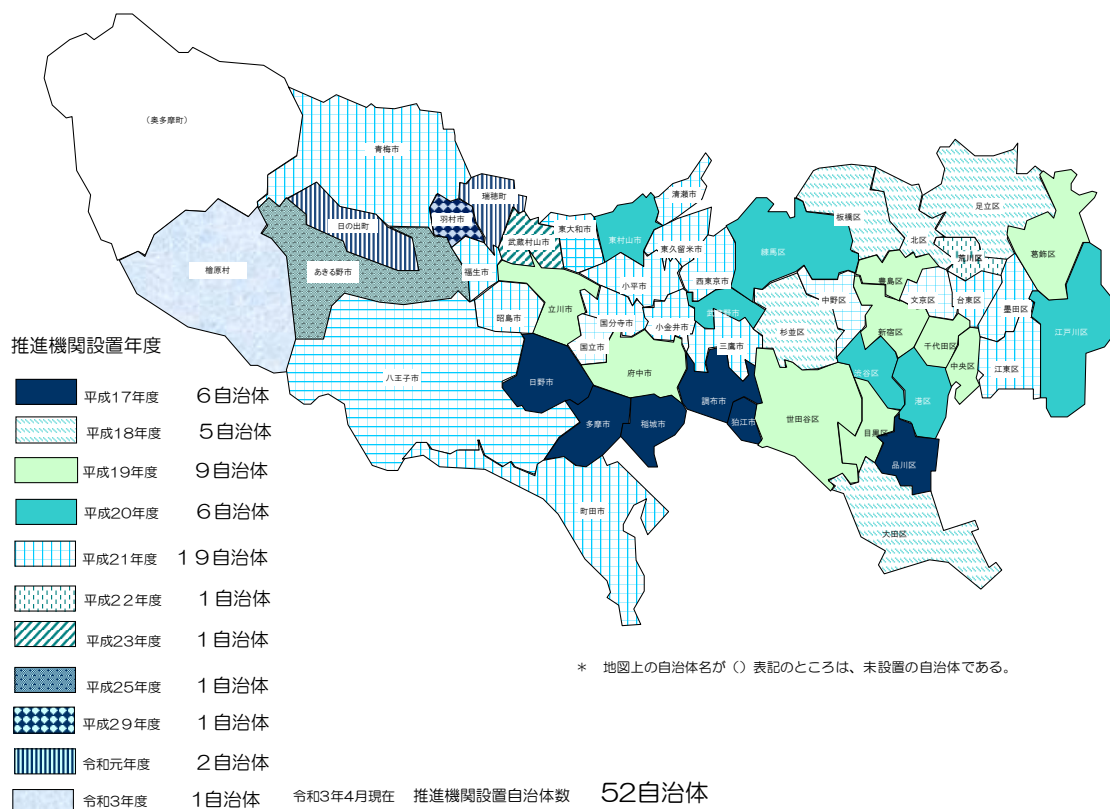 （奥多摩町）
青梅市
瑞穂町
羽村市
日の出町
檜原村
あきる野市
福生市
武蔵村山市
東大和市
東村山市
清瀬市
東久留米市
西東京市
小平市
昭島市
立川市
国分寺市
小金井市
国立市
武蔵野市
三鷹市
八王子市
日野市
府中市
調布市
狛江市
多摩市
稲城市
町田市
練馬区
板橋区
北区
足立区
荒川区
葛飾区
豊島区
文京区
台東区
墨田区
中野区
杉並区
新宿区
千代田区
中央区
江東区
江戸川区
渋谷区
港区
世田谷区
目黒区
品川区
大田区
推進機関設置年度
平成17年度 6自治体
平成18年度 5自治体
平成19年度 9自治体
平成20年度 6自治体
平成21年度 19自治体
平成22年度 1自治体
平成23年度 1自治体
平成25年度 1自治体
平成29年度 1自治体
令和元年度 2自治体
令和3年度 1自治体
＊ 地図上の自治体名が（）表記のところは、未設置の自治体である。
令和3年4月現在 推進機関設置自治体数 52自治体